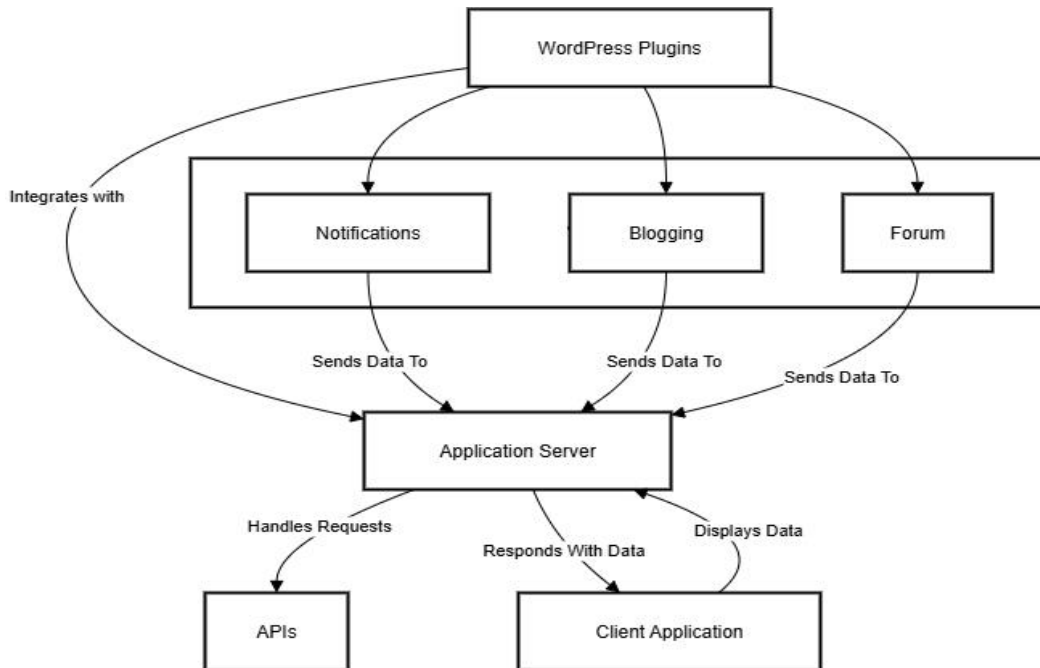 WordPress Plugins
Integrates with
Notifications
Blogging
Forum
Sends Data To
Sends Data To
Sends Data To
Application Server
Handles Requests
Responds With Data
Displays Data
APIs
Client Application